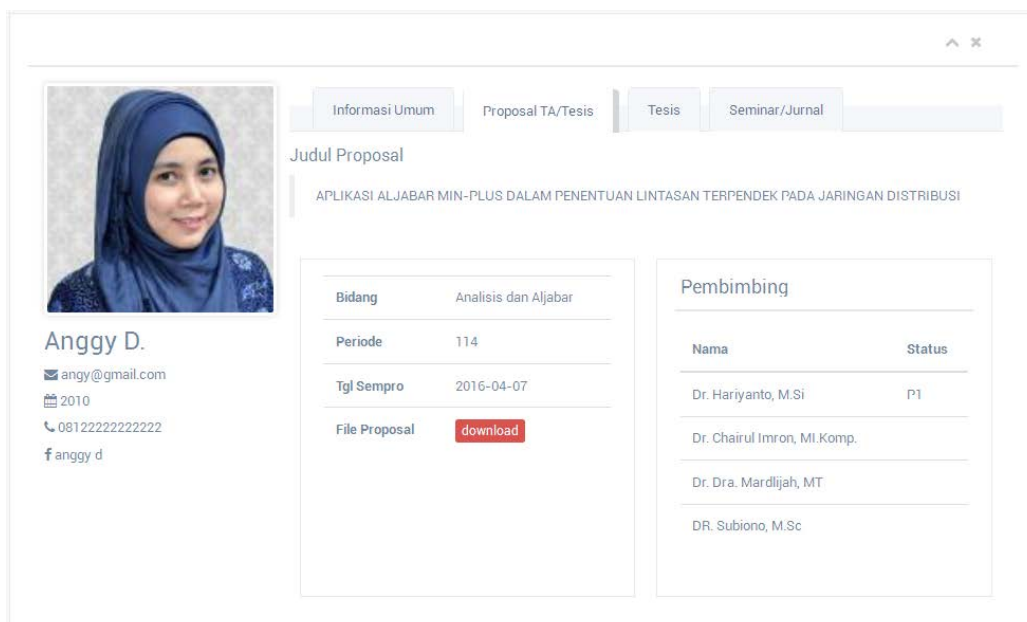 Informasi Umum
Proposal TA/Tesis
Tesis
Seminar/Jurnal
Judul Proposal
APLIKASI ALJABAR MIN-PLUS DALAM PENENTUAN LINTASAN TERPENDEK PADA JARINGAN DISTRIBUSI
Anggy D.
angy@gmail.com
2010
08122222222222
anggy d
Bidang Analisis dan Aljabar
Periode 114
Tgl Sempro 2016-04-07
File Proposal download
Pembimbing
Nama Status
Dr. Hariyanto, M.Si P1
Dr. Chairul Imron, MI.Komp.
Dr. Dra. Mardlijah, MT
DR. Subiono, M.Sc